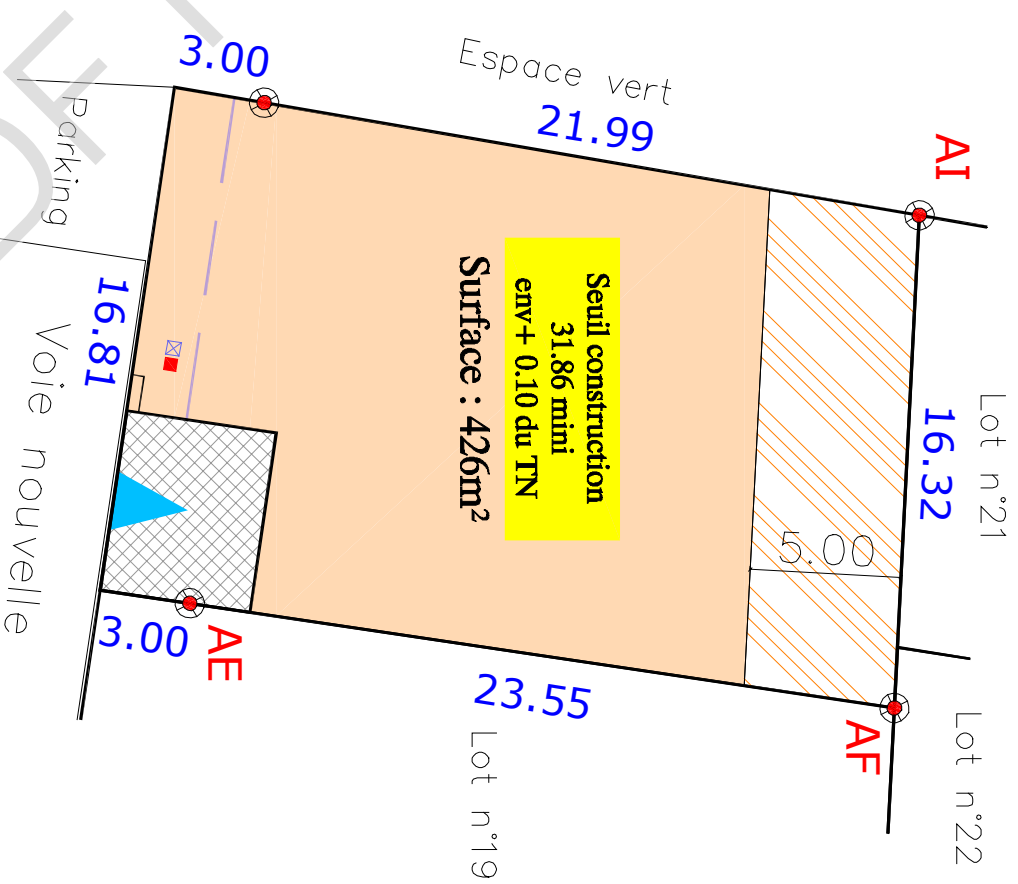 3.00
Espace vert
21.99
AI
Parking
16.81
Voie nouvelle
Seuil construction
31.86 mini
env+ 0.10 du TN
Surface : 426m²
Lot n°21
16.32
5.00
3.00
AE
23.55
AF
Lot n°19
Lot n°22